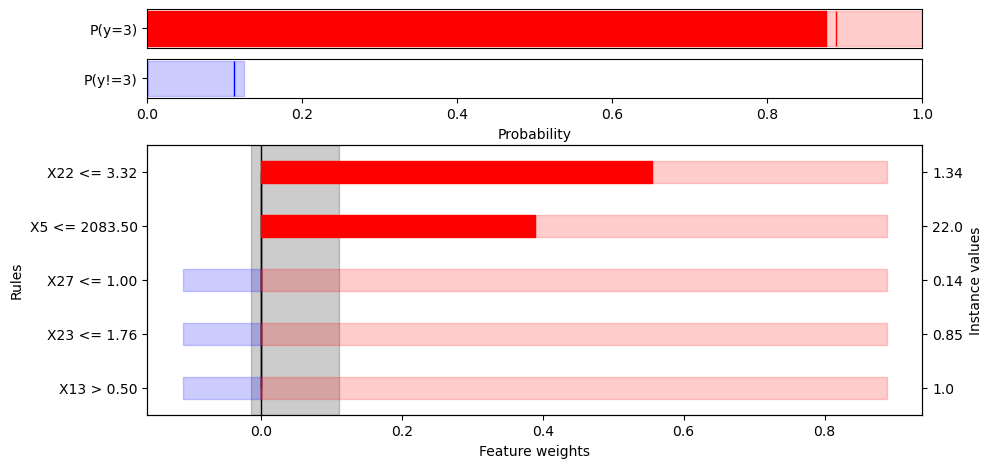 P(y=3)
P(y!=3)
0.0 0.2 0.4 0.6 0.8 1.0
Probability
X22 <= 3.32 1.34
X5 <= 2083.50 22.0
X27 <= 1.00 0.14
X23 <= 1.76 0.85
X13 > 0.50 1.0
Rules
Instance values
0.0 0.2 0.4 0.6 0.8
Feature weights